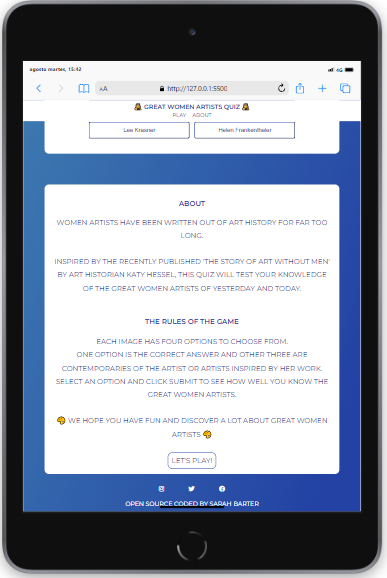 agosto martes, 15:42
4G
AA
http://127.0.0.1:5500
GREAT WOMEN ARTISTS QUIZ
PLAY ABOUT
Lee Krasner
Helen Frankenthaler
ABOUT
WOMEN ARTISTS HAVE BEEN WRITTEN OUT OF ART HISTORY FOR FAR TOO
LONG.
INSPIRED BY THE RECENTLY PUBLISHED 'THE STORY OF ART WITHOUT MEN'
BY ART HISTORIAN KATY HESSEL, THIS QUIZ WILL TEST YOUR KNOWLEDGE
OF THE GREAT WOMEN ARTISTS OF YESTERDAY AND TODAY.
THE RULES OF THE GAME
EACH IMAGE HAS FOUR OPTIONS TO CHOOSE FROM.
ONE OPTION IS THE CORRECT ANSWER AND OTHER THREE ARE
CONTEMPORARIES OF THE ARTIST OR ARTISTS INSPIRED BY HER WORK.
SELECT AN OPTION AND CLICK SUBMIT TO SEE HOW WELL YOU KNOW THE
GREAT WOMEN ARTISTS.
🎨 WE HOPE YOU HAVE FUN AND DISCOVER A LOT ABOUT GREAT WOMEN
ARTISTS 🎨
LET'S PLAY!
OPEN SOURCE CODED BY SARAH BARTER